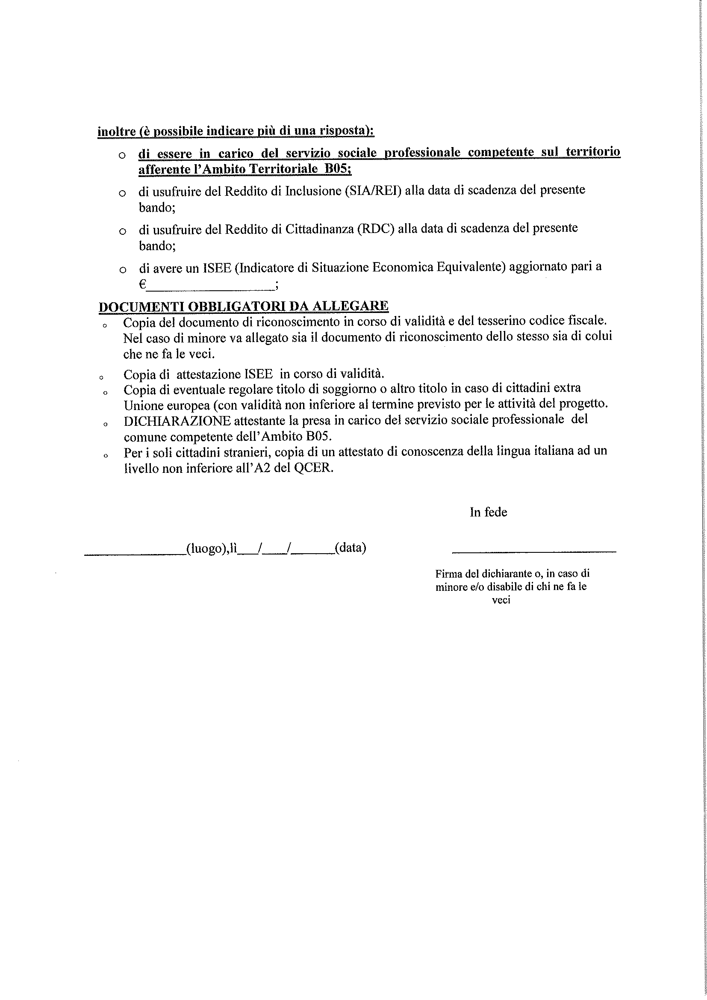 inoltre (è possibile indicare più di una risposta):
o di essere in carico del servizio sociale professionale competente sul territorio
afferente l'Ambito Territoriale B05;
o di usufruire del Reddito di Inclusione (SIA/REI) alla data di scadenza del presente
bando;
o di usufruire del Reddito di Cittadinanza (RDC) alla data di scadenza del presente
bando;
o di avere un ISEE (Indicatore di Situazione Economica Equivalente) aggiornato pari a
€___________________;
DOCUMENTI OBBLIGATORI DA ALLEGARE
o Copia del documento di riconoscimento in corso di validità e del tesserino codice fiscale.
Nel caso di minore va allegato sia il documento di riconoscimento dello stesso sia di colui
che ne fa le veci.
o Copia di attestazione ISEE in corso di validità.
o Copia di eventuale regolare titolo di soggiorno o altro titolo in caso di cittadini extra
Unione europea (con validità non inferiore al termine previsto per le attività del progetto.
o DICHIARAZIONE attestante la presa in carico del servizio sociale professionale del
comune competente dell'Ambito B05.
o Per i soli cittadini stranieri, copia di un attestato di conoscenza della lingua italiana ad un
livello non inferiore all'A2 del QCER.
In fede
_______________(luogo),lì___/____/______(data) ________________________
Firma del dichiarante o, in caso di
minore e/o disabile di chi ne fa le
veci